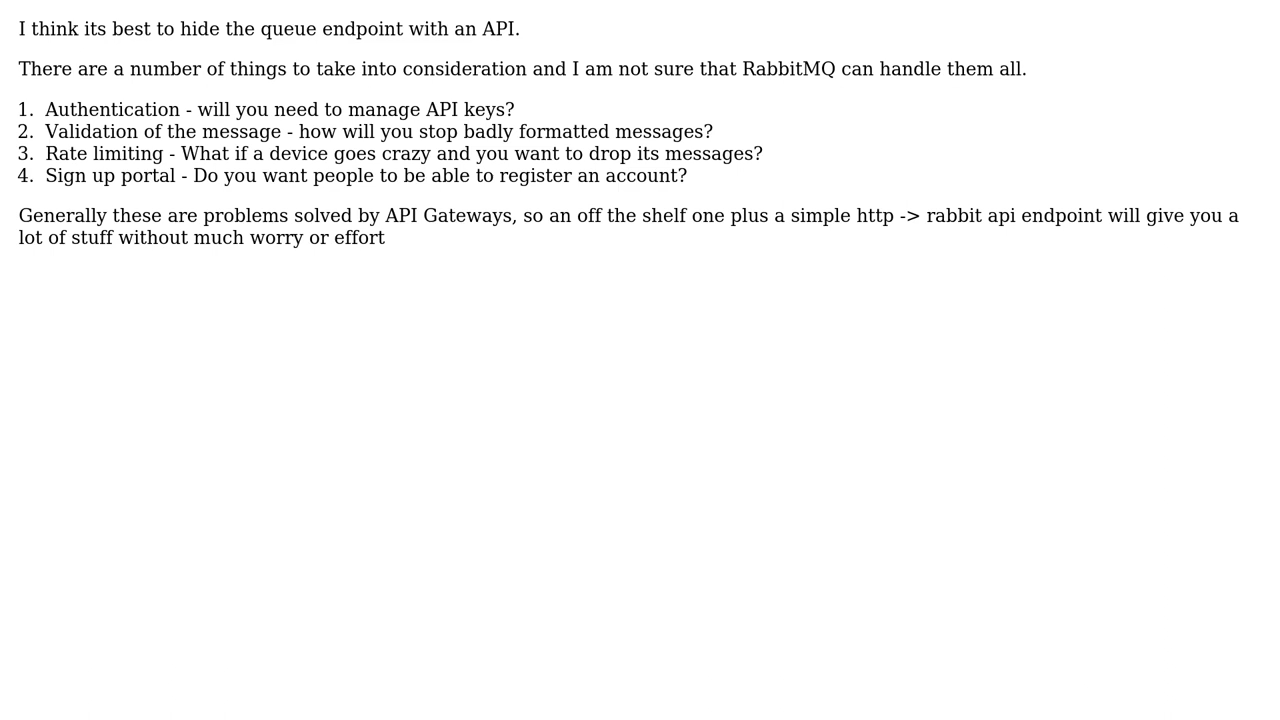 I think its best to hide the queue endpoint with an API.
There are a number of things to take into consideration and I am not sure that RabbitMQ can handle them all.
1. Authentication - will you need to manage API keys?
2. Validation of the message - how will you stop badly formatted messages?
3. Rate limiting - What if a device goes crazy and you want to drop its messages?
4. Sign up portal - Do you want people to be able to register an account?
Generally these are problems solved by API Gateways, so an off the shelf one plus a simple http -> rabbit api endpoint will give you a
lot of stuff without much worry or effort